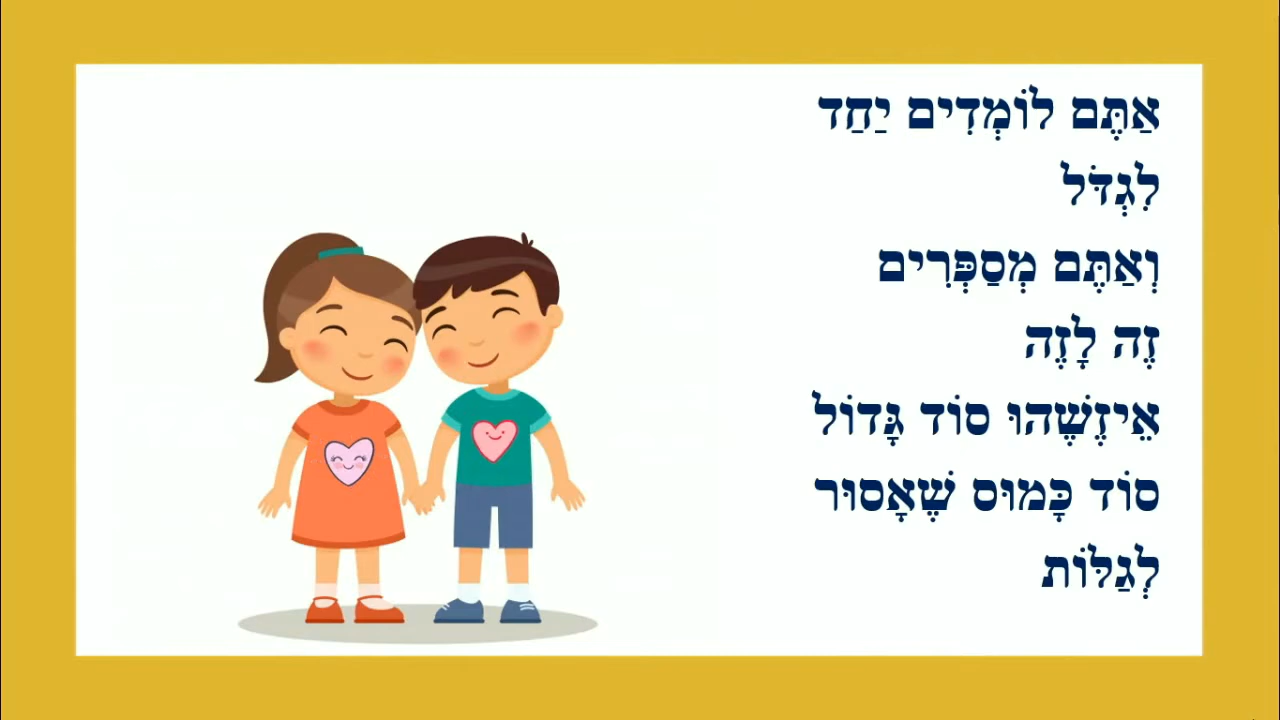 אַתֶּם לוֹמְדִים יַחַד
לִגְדֹּל
וְאַתֶּם מְסַפְּרִים
זֶה לָזֶה
אֵיזֶשֶׁהוּ סוֹד גָּדוֹל
סוֹד כָּמוּס שֶׁאָסוּר
לְגַלּוֹת